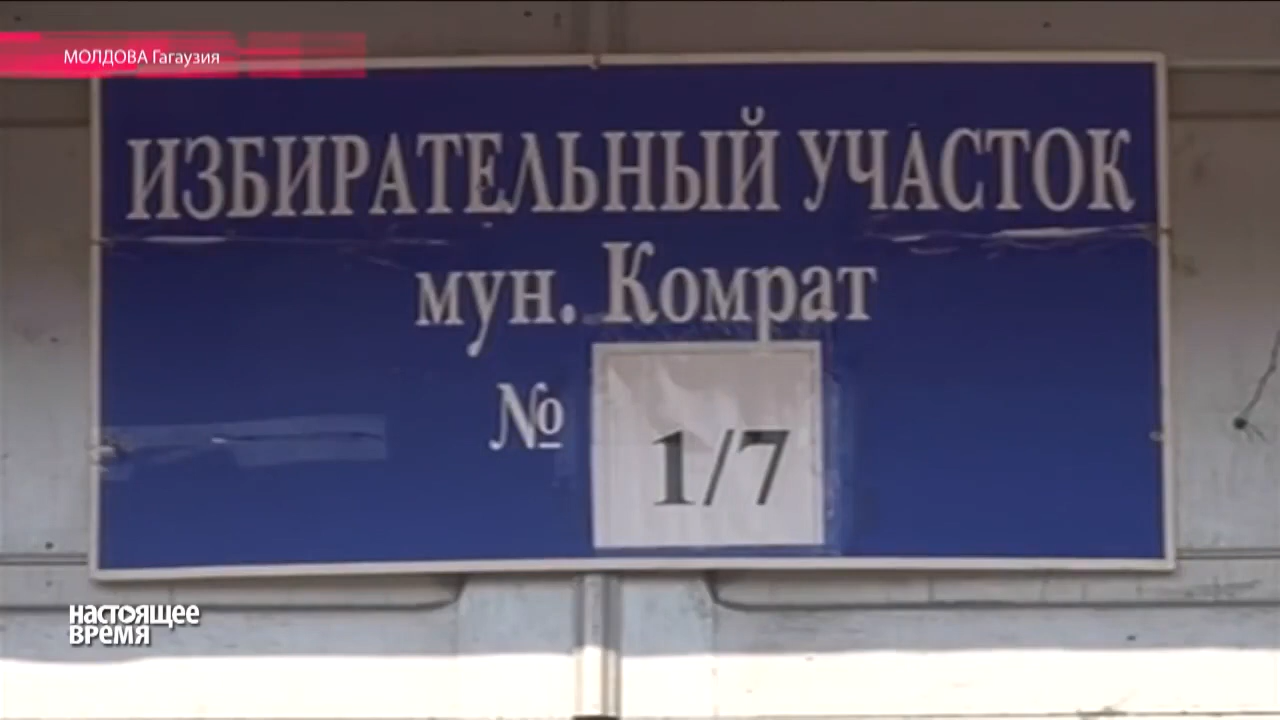 МОЛДОВА Гагаузия
ИЗБИРАТЕЛЬНЫЙ УЧАСТОК
мун. Комрат
№ 1/7
НАСТОЯЩЕЕ
ВРЕМЯ